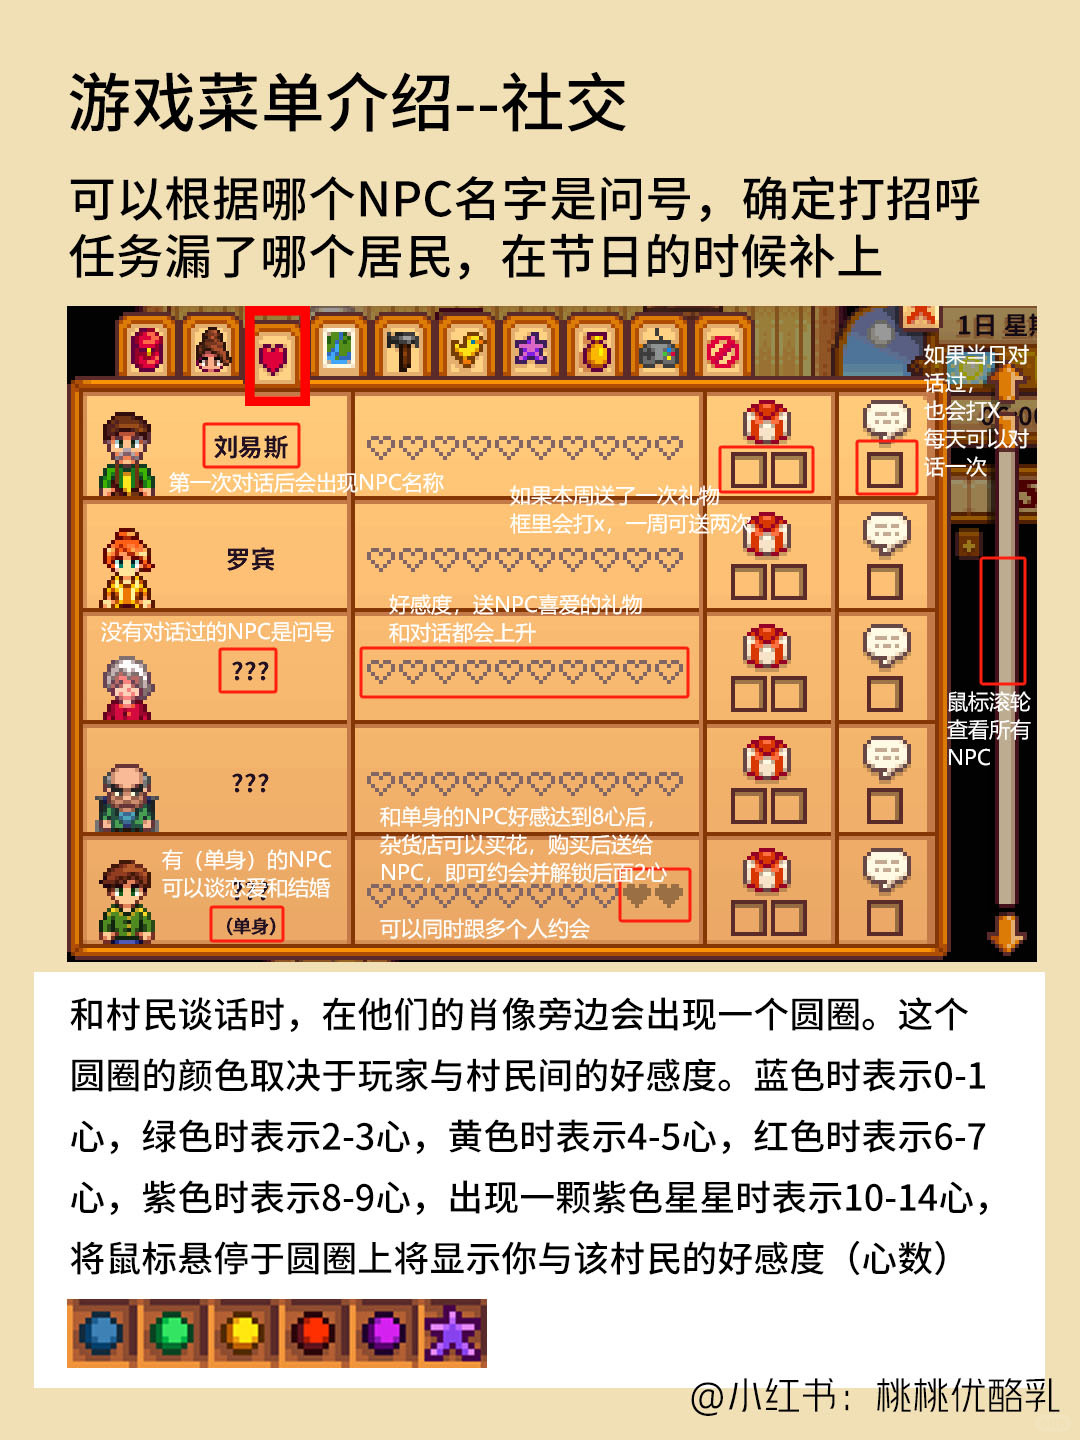 游戏菜单介绍--社交
可以根据哪个NPC名字是问号，确定打招呼
任务漏了哪个居民，在节日的时候补上
1日 星期
如果当日对
话过，
也会打X
每天可以对
话一次
刘易斯
第一次对话后会出现NPC名称
如果本周送了一次礼物
框里会打x，一周可送两次
罗宾
好感度，送NPC喜爱的礼物
和对话都会上升
没有对话过的NPC是问号
???
鼠标滚轮
查看所有
NPC
???
和单身的NPC好感达到8心后，
杂货店可以买花，购买后送给
NPC，即可约会并解锁后面2心
有（单身）的NPC
可以谈恋爱和结婚
???
（单身）
可以同时跟多个人约会
和村民谈话时，在他们的肖像旁边会出现一个圆圈。这个
圆圈的颜色取决于玩家与村民间的好感度。蓝色时表示0-1
心，绿色时表示2-3心，黄色时表示4-5心，红色时表示6-7
心，紫色时表示8-9心，出现一颗紫色星星时表示10-14心，
将鼠标悬停于圆圈上将显示你与该村民的好感度（心数）
@小红书：桃桃优酪乳